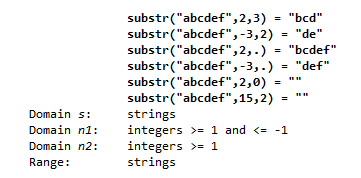 substr("abcdef",2,3) = "bcd"
substr("abcdef",-3,2) = "de"
substr("abcdef",2,.) = "bcdef"
substr("abcdef",-3,.) = "def"
substr("abcdef",2,0) = ""
substr("abcdef",15,2) = ""
Domain s: strings
Domain n1: integers >= 1 and <= -1
Domain n2: integers >= 1
Range: strings